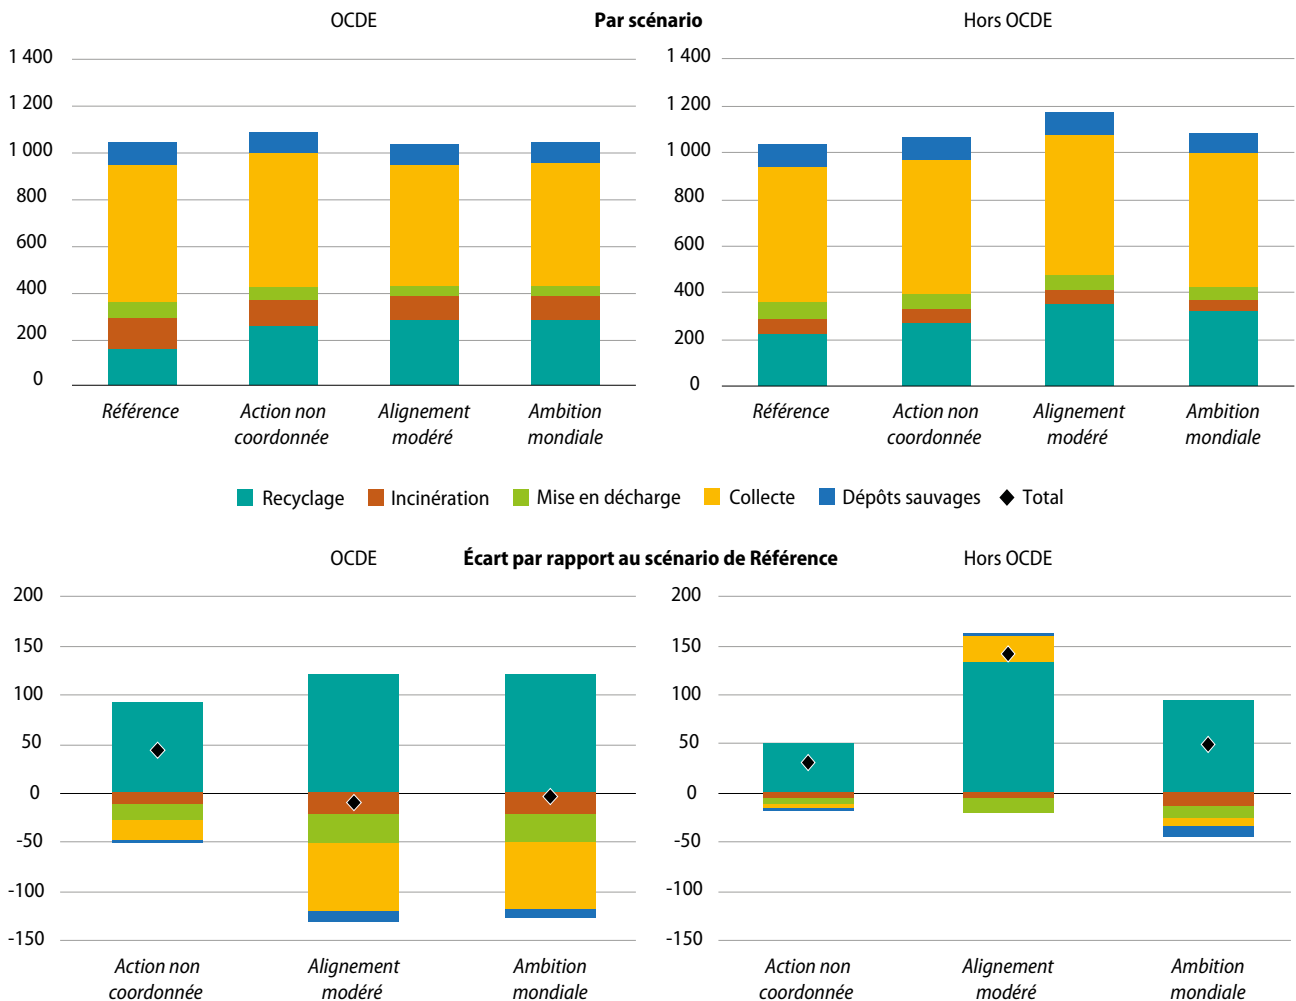 OCDE
Par scénario
Hors OCDE
1 400
1 200
1 000
800
600
400
200
0
Référence
Action non
coordonnée
Alignement
modéré
Ambition
mondiale
1 400
1 200
1 000
800
600
400
200
0
Référence
Action non
coordonnée
Alignement
modéré
Ambition
mondiale
Recyclage
Incinération
Mise en décharge
Collecte
Dépôts sauvages
Total
OCDE
Écart par rapport au scénario de Référence
Hors OCDE
200
150
100
50
0
-50
-100
-150
Action non
coordonnée
Alignement
modéré
Ambition
mondiale
200
150
100
50
0
-50
-100
-150
Action non
coordonnée
Alignement
modéré
Ambition
mondiale